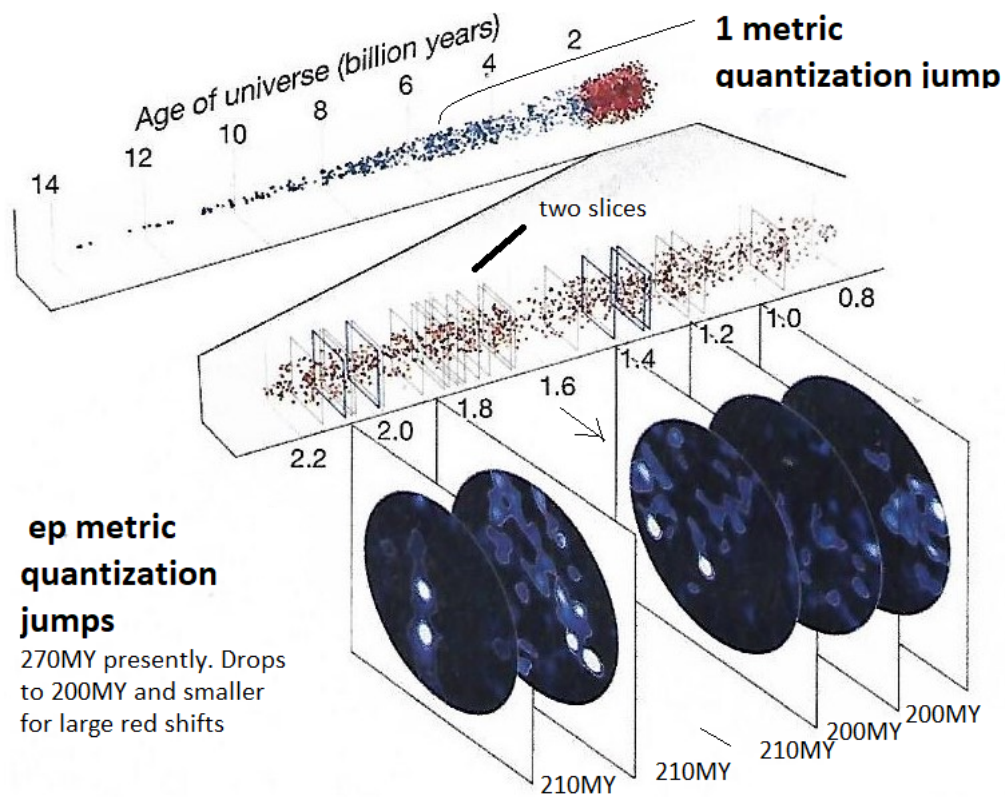 1 metric
quantization jump
Age of universe (billion years)
2
4
6
8
10
12
14
two slices
0.8
1.0
1.2
1.4
1.6
1.8
2.0
2.2
ep metric
quantization
jumps
270MY presently. Drops
to 200MY and smaller
for large red shifts
210MY
210MY
210MY
200MY
200MY